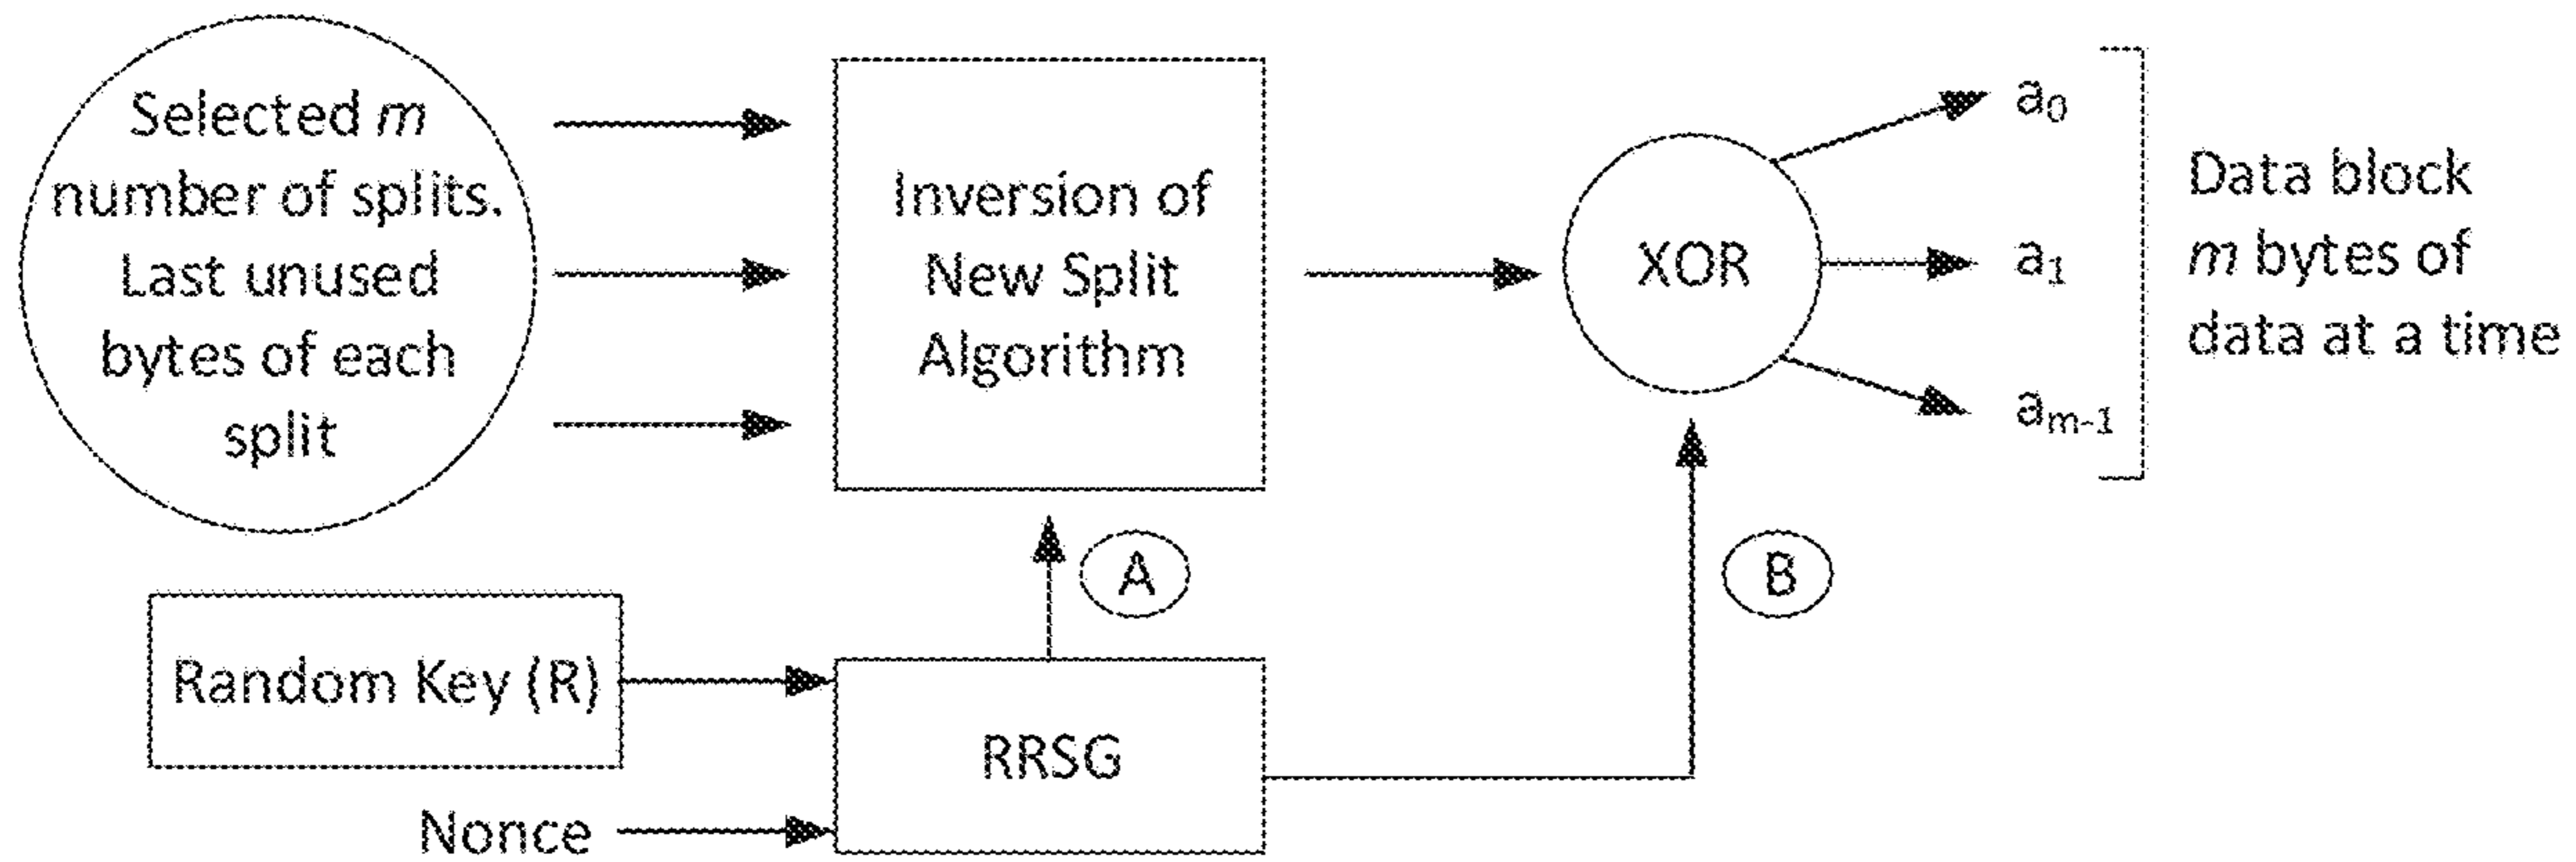 Selected m
number of splits.
Last unused
bytes of each
split
Inversion of
New Split
Algorithm
XOR
a₀
a₁
aₘ₋₁
Data block
m bytes of
data at a time
A
B
Random Key (R)
RRSG
Nonce